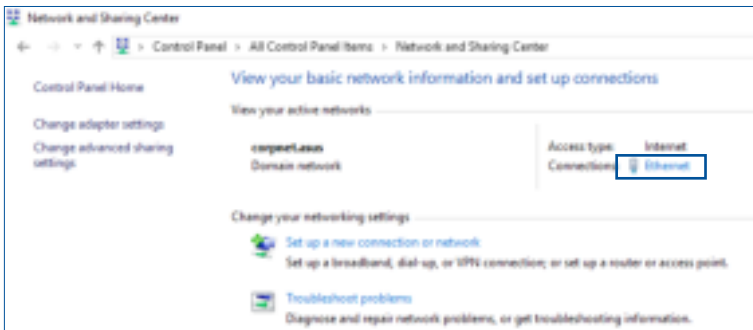 Network and Sharing Center
Control Panel > All Control Panel Items > Network and Sharing Center
Control Panel Home
Change adapter settings
Change advanced sharing
settings
View your basic network information and set up connections
View your active networks
corpnet.asus
Domain network
Access type: Internet
Connections: Ethernet
Change your networking settings
Set up a new connection or network
Set up a broadband, dial-up, or VPN connection; or set up a router or access point.
Troubleshoot problems
Diagnose and repair network problems, or get troubleshooting information.